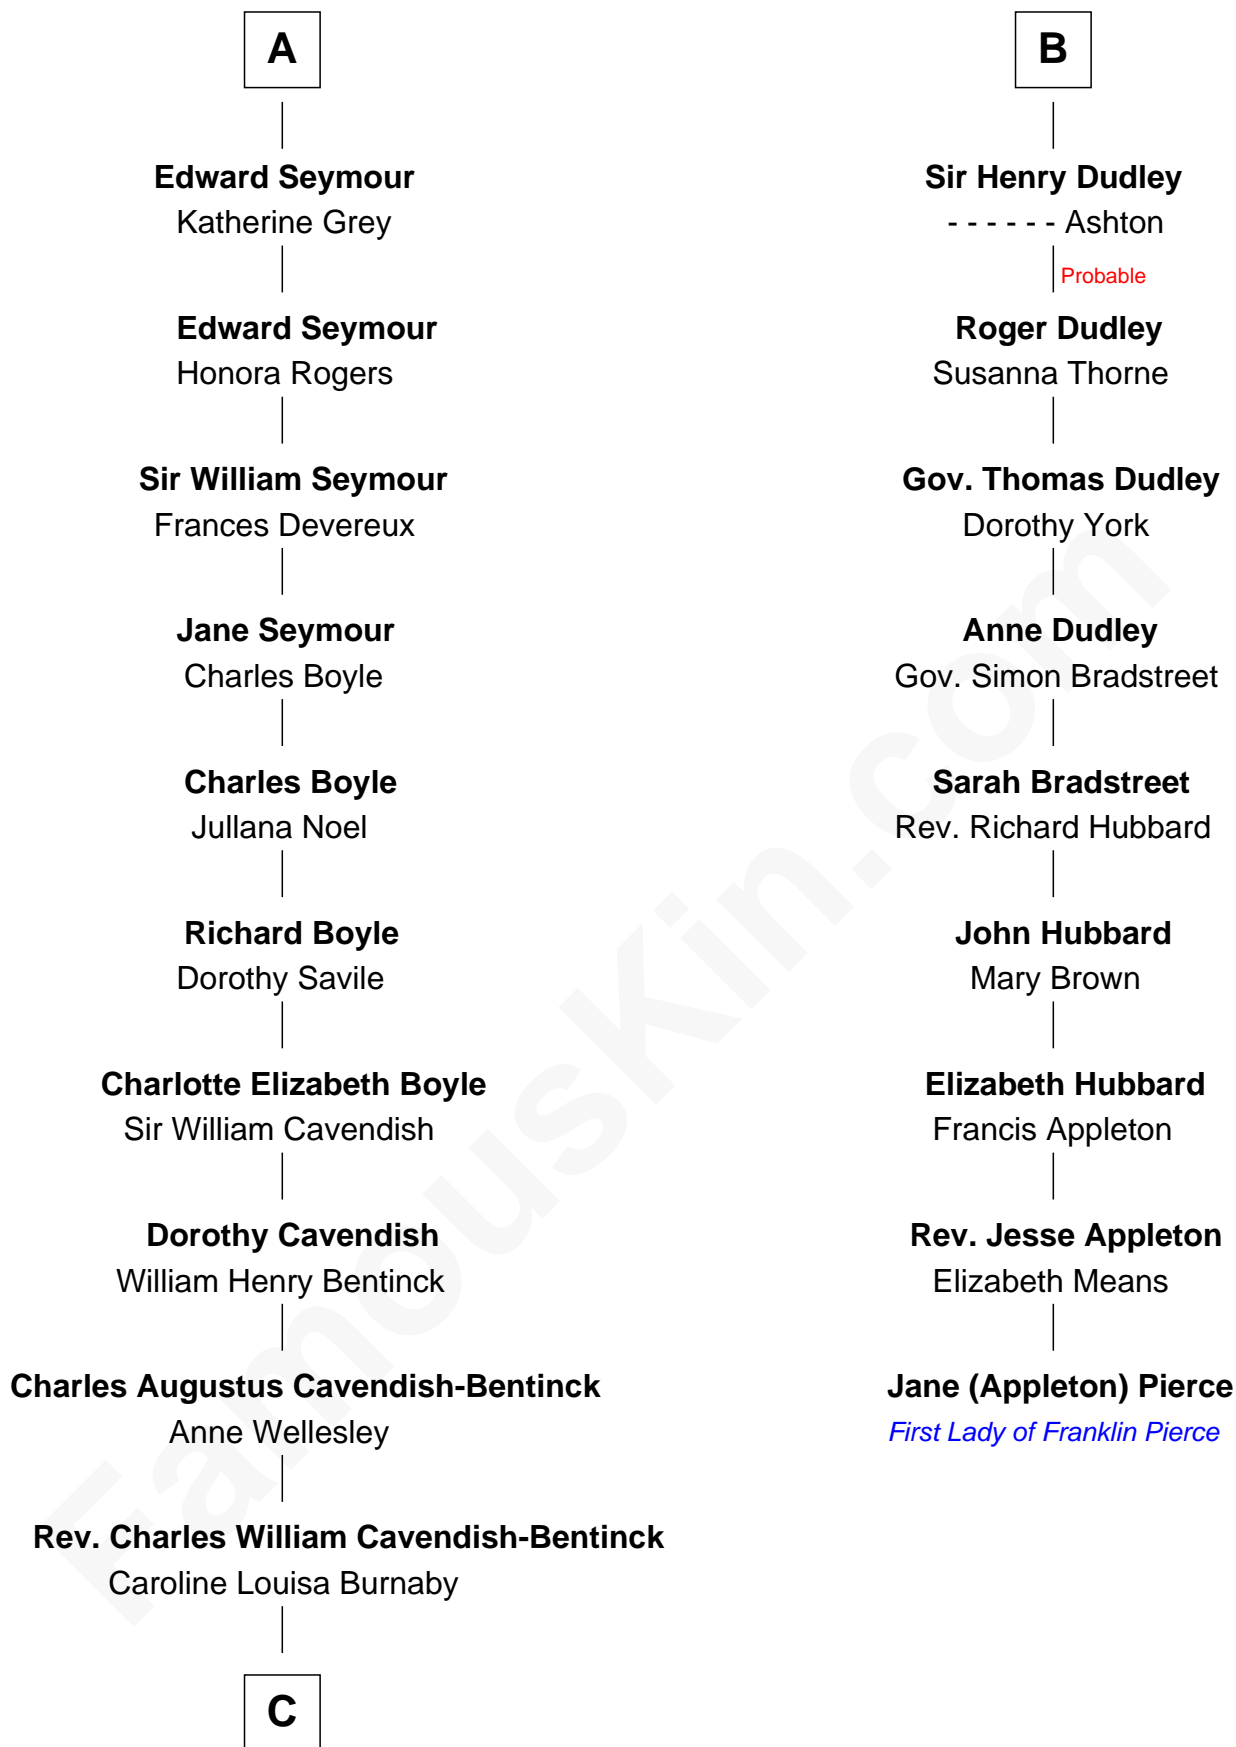 A
Edward Seymour
Katherine Grey
Edward Seymour
Honora Rogers
Sir William Seymour
Frances Devereux
Jane Seymour
Charles Boyle
Charles Boyle
Jullana Noel
Richard Boyle
Dorothy Savile
Charlotte Elizabeth Boyle
Sir William Cavendish
Dorothy Cavendish
William Henry Bentinck
Charles Augustus Cavendish-Bentinck
Anne Wellesley
Rev. Charles William Cavendish-Bentinck
Caroline Louisa Burnaby
C
B
Sir Henry Dudley
- - - - - - Ashton
Probable
Roger Dudley
Susanna Thorne
Gov. Thomas Dudley
Dorothy York
Anne Dudley
Gov. Simon Bradstreet
Sarah Bradstreet
Rev. Richard Hubbard
John Hubbard
Mary Brown
Elizabeth Hubbard
Francis Appleton
Rev. Jesse Appleton
Elizabeth Means
Jane (Appleton) Pierce
First Lady of Franklin Pierce
FamousKin.com